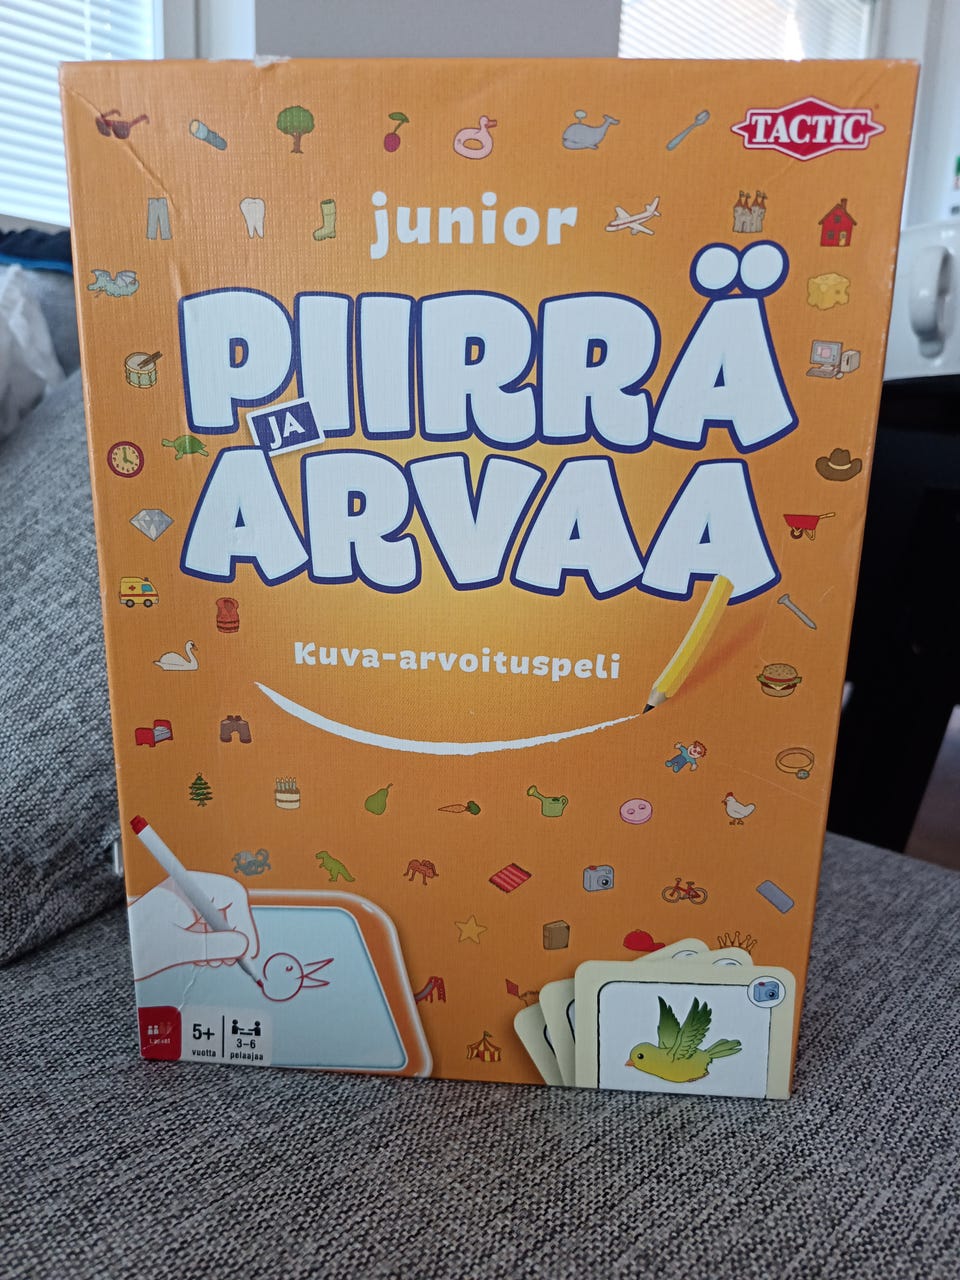 TACTIC
junior
PIIRRÄ
JA
ARVAA
Kuva-arvoituspeli
5+
vuotta
3-6
pelaajaa